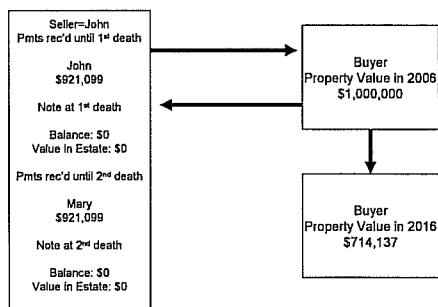 Seller=John
Pmts rec'd until 1st death
John
$921,099
Note at 1st death
Balance: $0
Value in Estate: $0
Pmts rec'd until 2nd death
Mary
$921,099
Note at 2nd death
Balance: $0
Value in Estate: $0
Buyer
Property Value in 2006
$1,000,000
Buyer
Property Value in 2016
$714,137